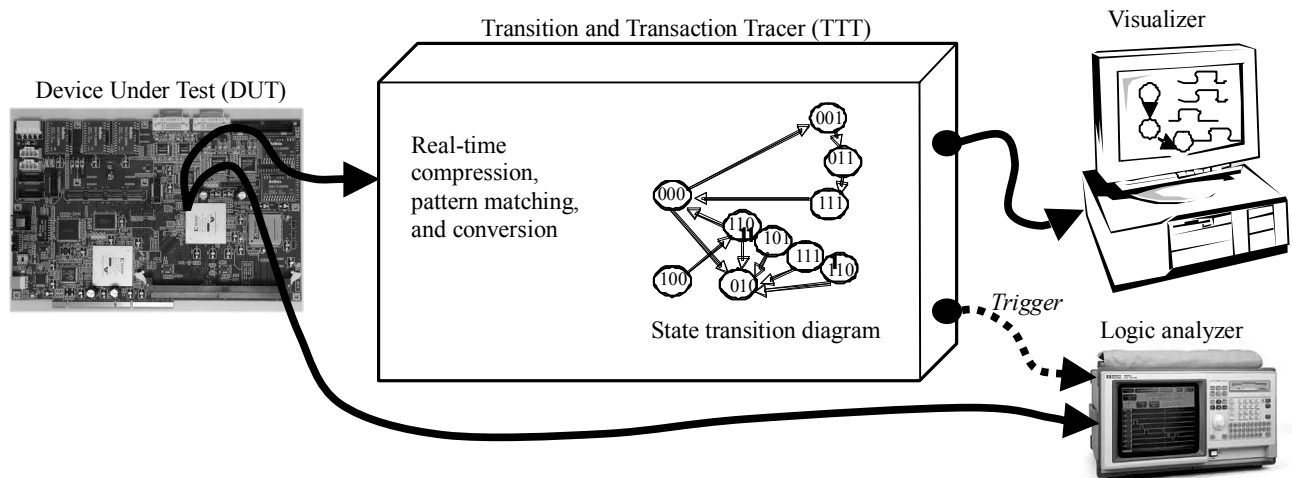 Transition and Transaction Tracer (TTT)
Visualizer
Device Under Test (DUT)
Real-time
compression,
pattern matching,
and conversion
001
011
000
111
110
101
111
110
100
010
State transition diagram
Trigger
Logic analyzer